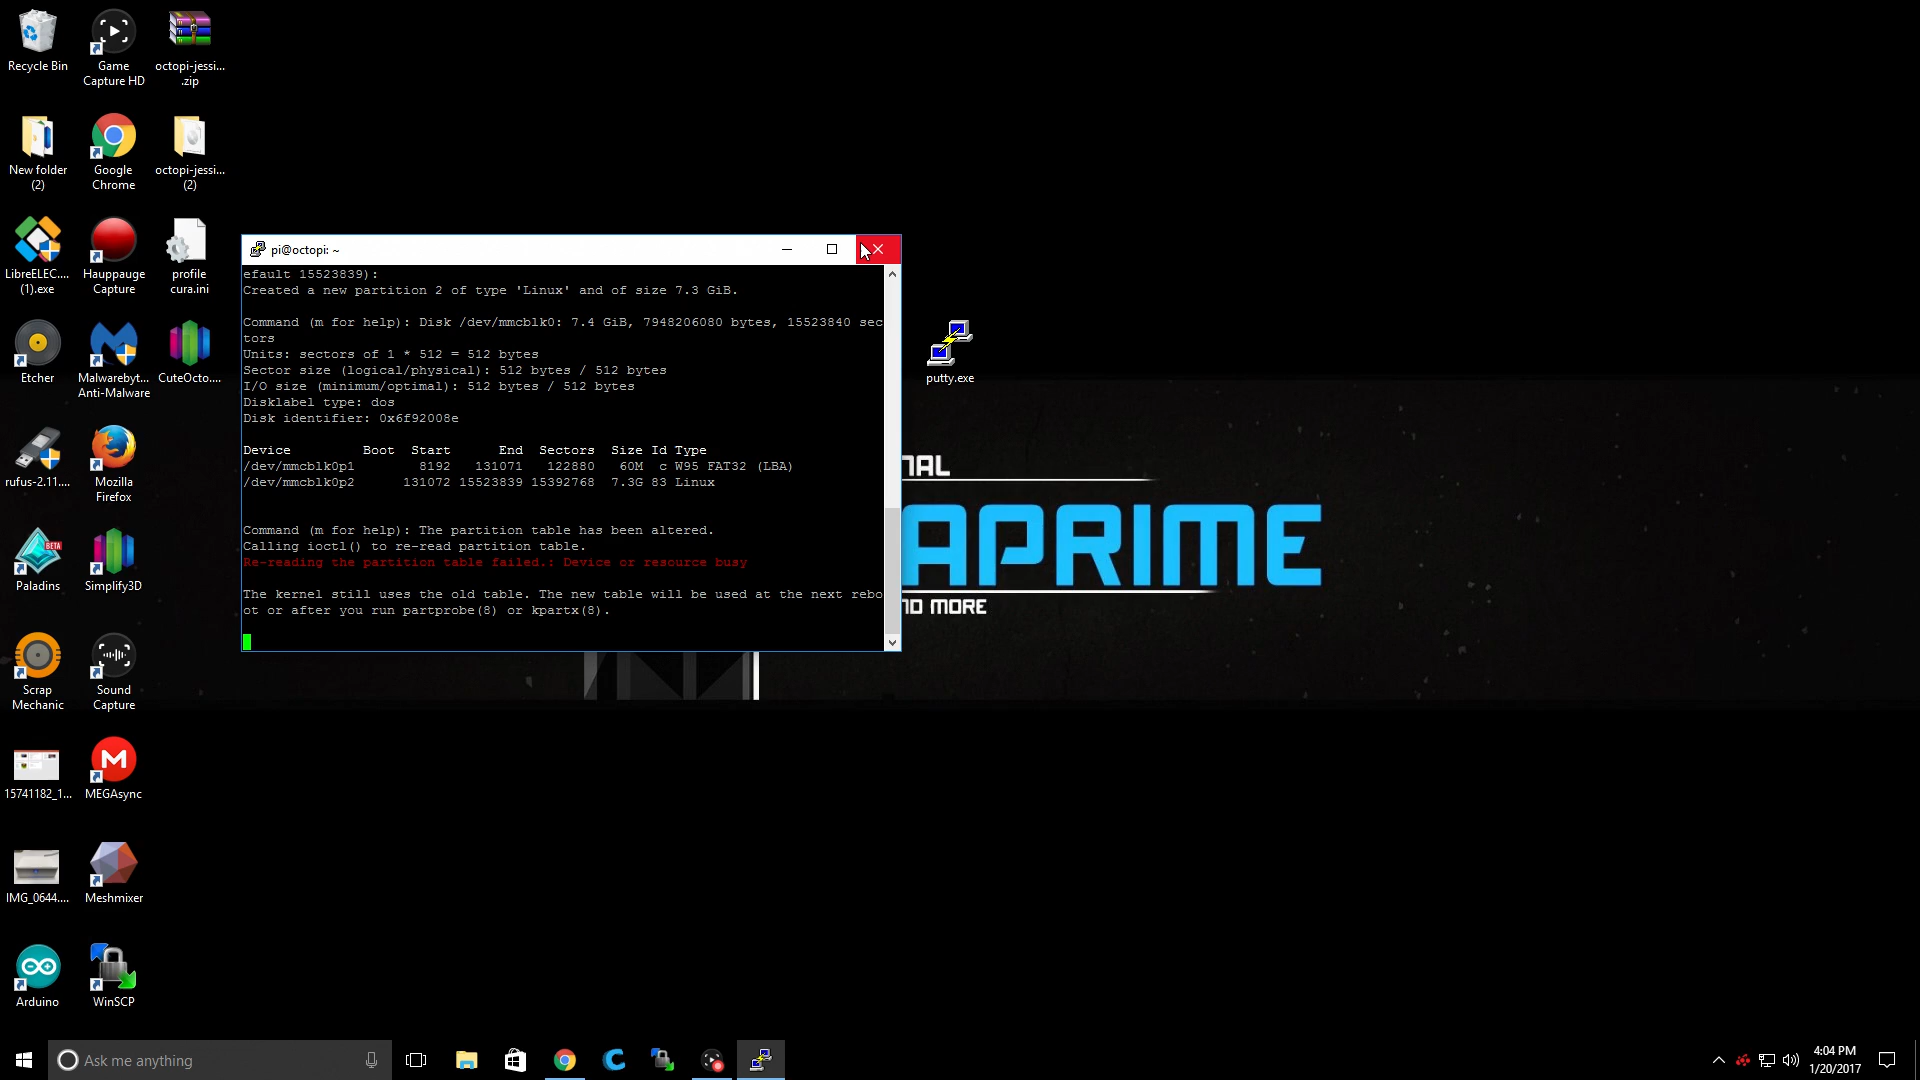 Recycle Bin
Game
Capture HD
octopi-jessi...
.zip
New folder
(2)
Google
Chrome
octopi-jessi...
(2)
LibreELEC....
(1).exe
Hauppauge
Capture
profile
cura.ini
Etcher
Malwarebyt...
Anti-Malware
CuteOcto....
rufus-2.11....
Mozilla
Firefox
BETA
Paladins
Simplify3D
Scrap
Mechanic
Sound
Capture
15741182_1...
MEGAsync
IMG_0644....
Meshmixer
Arduino
WinSCP
pi@octopi: ~
efault 15523839):
Created a new partition 2 of type 'Linux' and of size 7.3 GiB.
Command (m for help): Disk /dev/mmcblk0: 7.4 GiB, 7948206080 bytes, 15523840 sec
tors
Units: sectors of 1 * 512 = 512 bytes
Sector size (logical/physical): 512 bytes / 512 bytes
I/O size (minimum/optimal): 512 bytes / 512 bytes
Disklabel type: dos
Disk identifier: 0x6f92008e
Device Boot Start End Sectors Size Id Type
/dev/mmcblk0p1 8192 131071 122880 60M c W95 FAT32 (LBA)
/dev/mmcblk0p2 131072 15523839 15392768 7.3G 83 Linux
Command (m for help): The partition table has been altered.
Calling ioctl() to re-read partition table.
Re-reading the partition table failed.: Device or resource busy
The kernel still uses the old table. The new table will be used at the next rebo
ot or after you run partprobe(8) or kpartx(8).
putty.exe
NAL
APRIME
ND MORE
Ask me anything
4:04 PM
1/20/2017